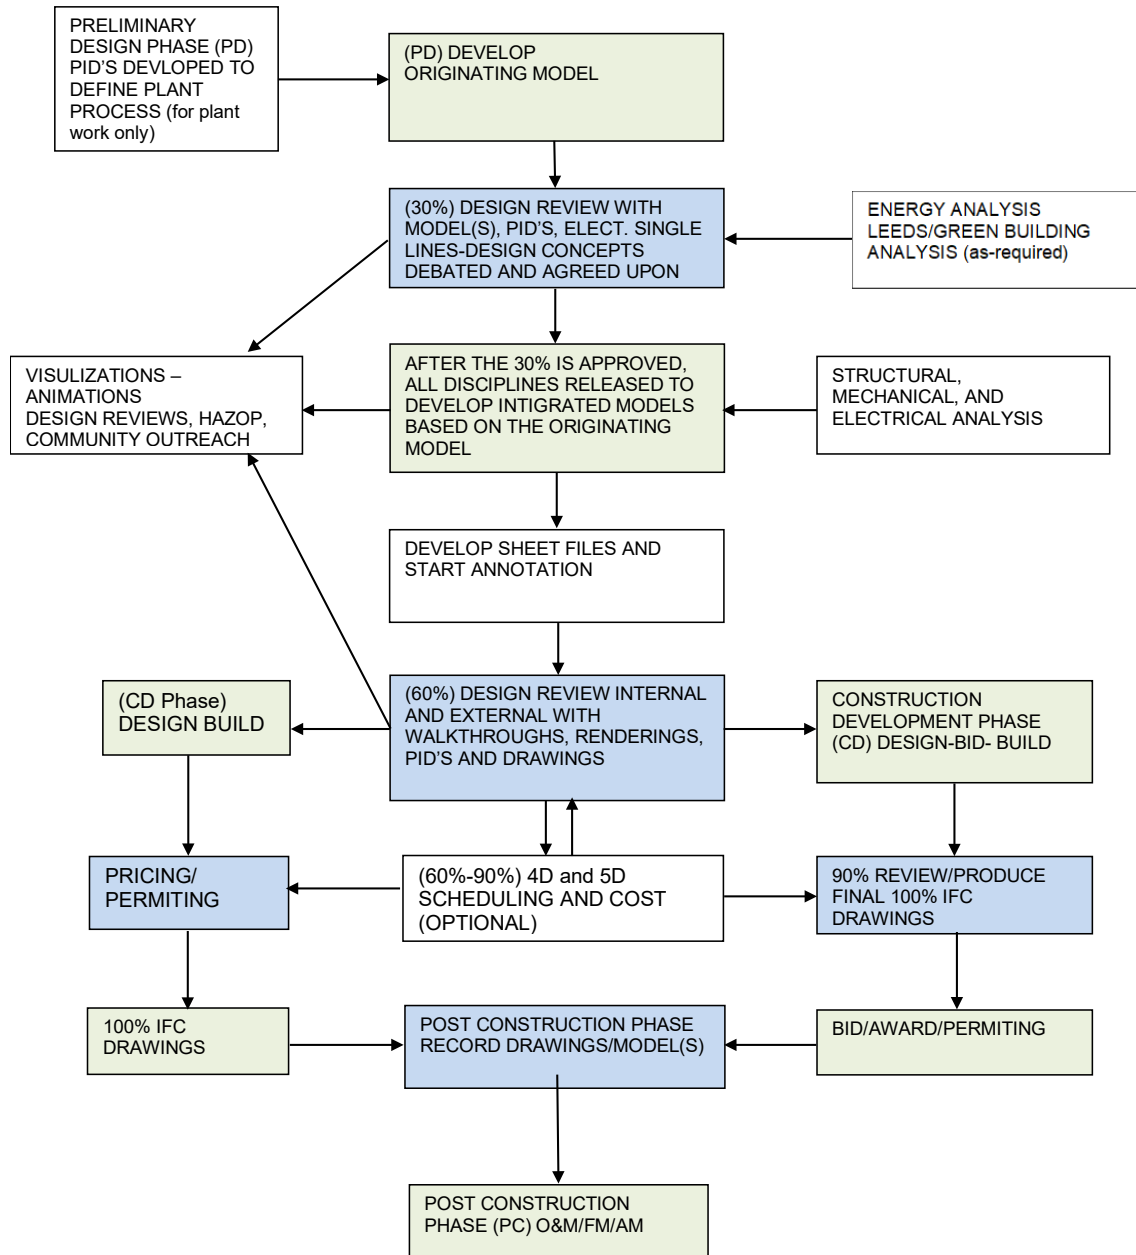 PRELIMINARY
DESIGN PHASE (PD)
PID'S DEVLOPED TO
DEFINE PLANT
PROCESS (for plant
work only)
(PD) DEVELOP
ORIGINATING MODEL
(30%) DESIGN REVIEW WITH
MODEL(S), PID'S, ELECT. SINGLE
LINES-DESIGN CONCEPTS
DEBATED AND AGREED UPON
ENERGY ANALYSIS
LEEDS/GREEN BUILDING
ANALYSIS (as-required)
VISULIZATIONS –
ANIMATIONS
DESIGN REVIEWS, HAZOP,
COMMUNITY OUTREACH
AFTER THE 30% IS APPROVED,
ALL DISCIPLINES RELEASED TO
DEVELOP INTIGRATED MODELS
BASED ON THE ORIGINATING
MODEL
STRUCTURAL,
MECHANICAL, AND
ELECTRICAL ANALYSIS
DEVELOP SHEET FILES AND
START ANNOTATION
(CD Phase)
DESIGN BUILD
(60%) DESIGN REVIEW INTERNAL
AND EXTERNAL WITH
WALKTHROUGHS, RENDERINGS,
PID'S AND DRAWINGS
CONSTRUCTION
DEVELOPMENT PHASE
(CD) DESIGN-BID- BUILD
PRICING/
PERMITING
(60%-90%) 4D and 5D
SCHEDULING AND COST
(OPTIONAL)
90% REVIEW/PRODUCE
FINAL 100% IFC
DRAWINGS
100% IFC
DRAWINGS
POST CONSTRUCTION PHASE
RECORD DRAWINGS/MODEL(S)
BID/AWARD/PERMITING
POST CONSTRUCTION
PHASE (PC) O&M/FM/AM